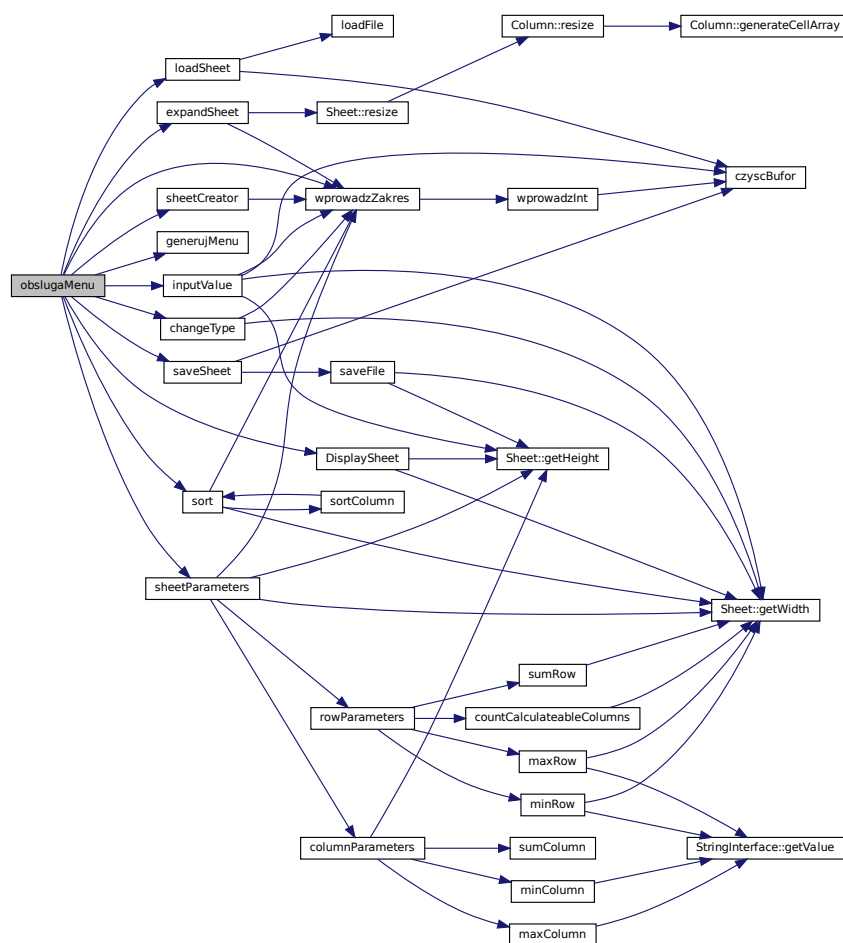 loadFile
Column::resize
Column::generateCellArray
loadSheet
expandSheet
Sheet::resize
czyscBufor
sheetCreator
wprowadzZakres
wprowadzInt
generujMenu
obslugaMenu
inputValue
changeType
saveSheet
saveFile
DisplaySheet
Sheet::getHeight
sort
sortColumn
sheetParameters
Sheet::getWidth
sumRow
rowParameters
countCalculateableColumns
maxRow
minRow
columnParameters
sumColumn
StringInterface::getValue
minColumn
maxColumn